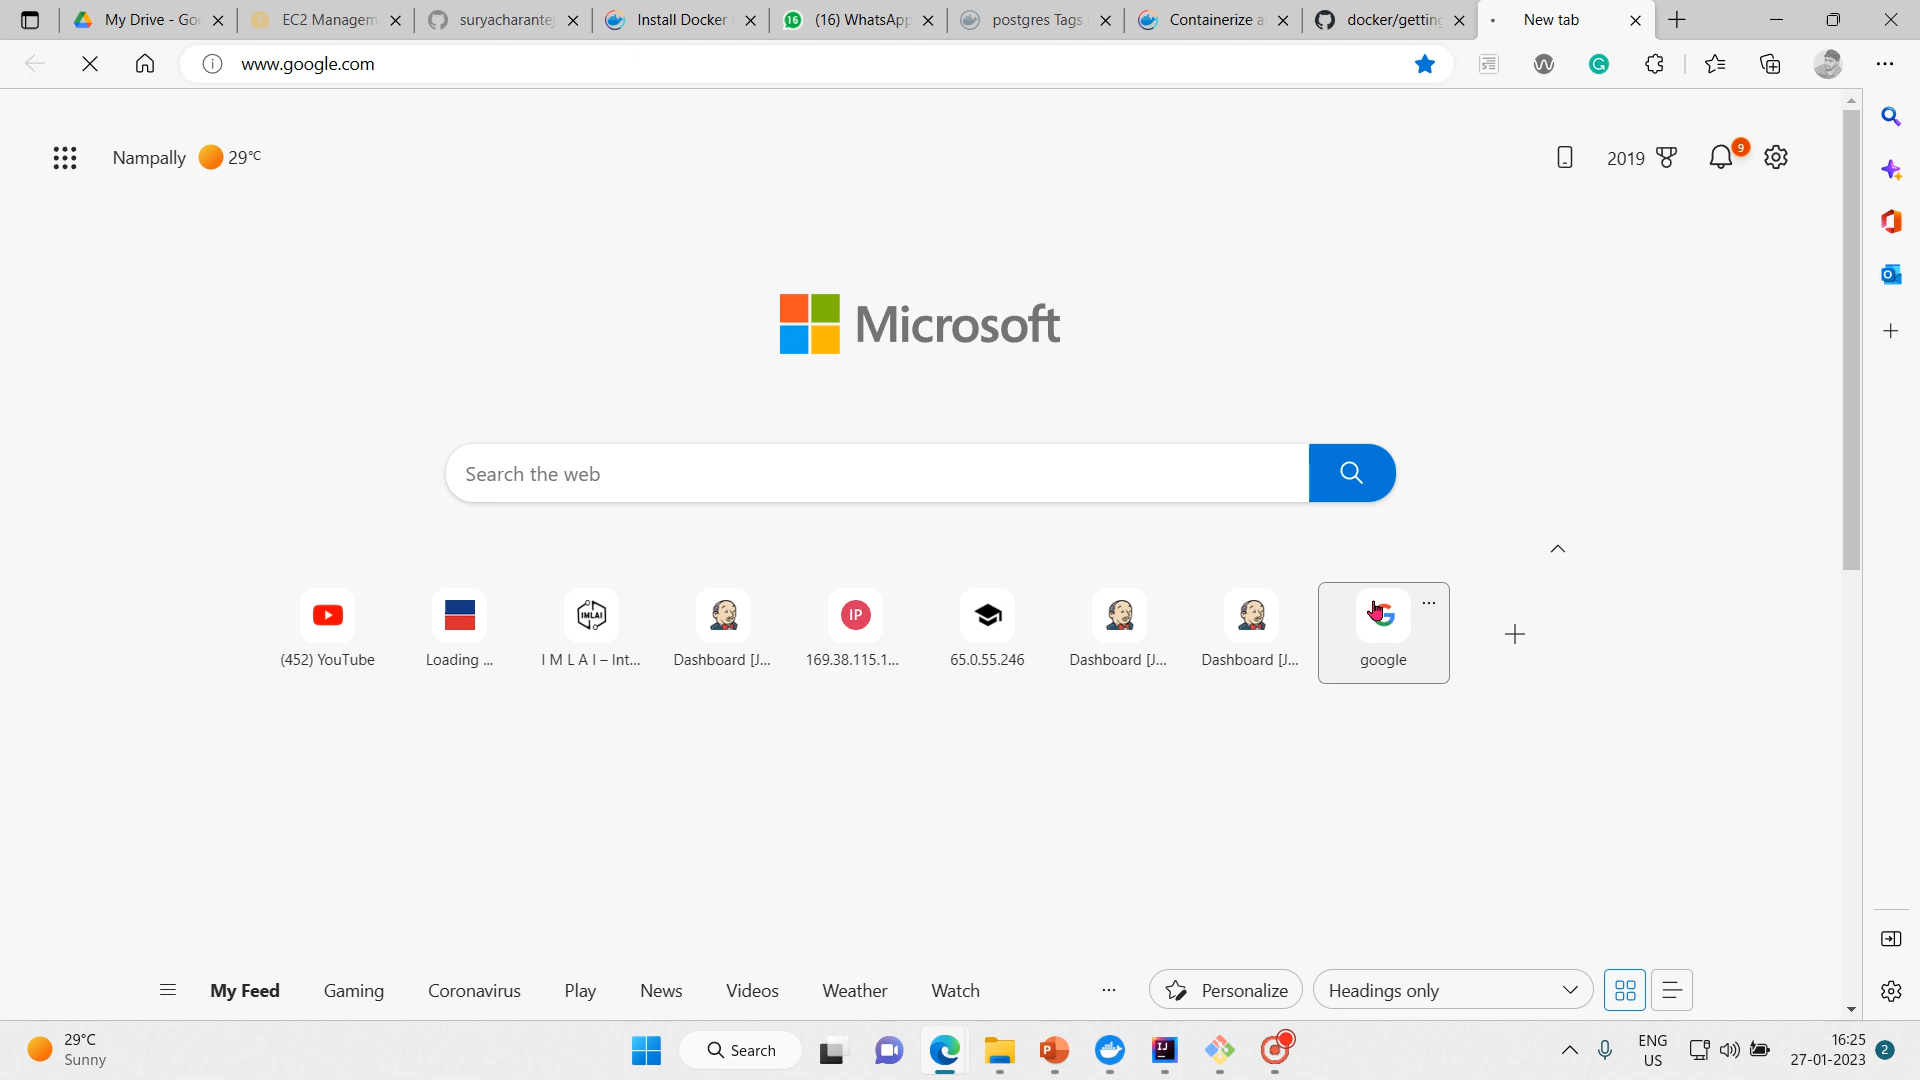 My Drive - Go
EC2 Managem
suryacharante
Install Docker
(16) WhatsApp
postgres Tags
Containerize a
docker/getting
New tab
www.google.com
Nampally 29°C
2019
9
Microsoft
Search the web
(452) YouTube
Loading ...
I M L A I – Int...
Dashboard [J...
169.38.115.1...
65.0.55.246
Dashboard [J...
Dashboard [J...
google
IMLAI
IP
My Feed
Gaming
Coronavirus
Play
News
Videos
Weather
Watch
Personalize
Headings only
29°C
Sunny
Search
ENG
US
16:25
27-01-2023
2